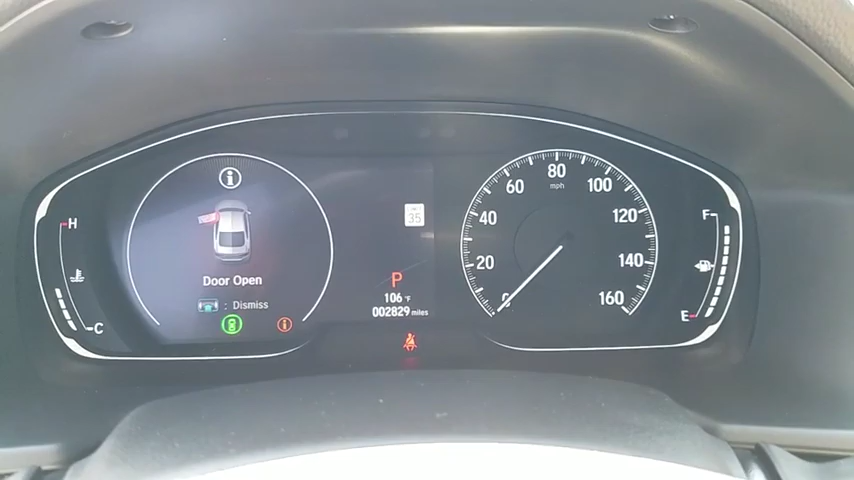 H
C
i
Door Open
: Dismiss
i
35
P
106 °F
002829 miles
0
20
40
60
80
mph
100
120
140
160
F
E